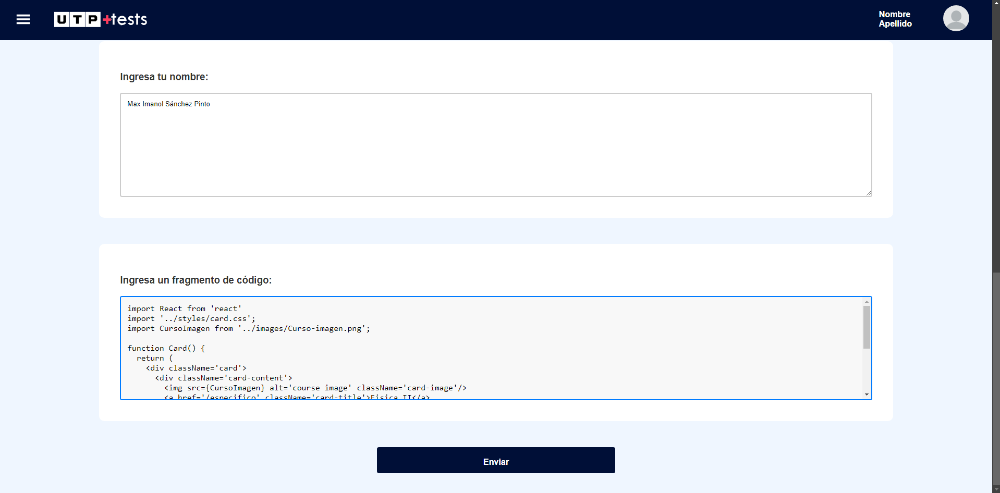 UTP+tests
Nombre
Apellido
Ingresa tu nombre:
Max Imanol Sánchez Pinto
Ingresa un fragmento de código:
import React from 'react'
import '../styles/card.css';
import CursoImagen from '../images/Curso-imagen.png';
function Card() {
return (
<div className='card'>
<div className='card-content'>
<img src={CursoImagen} alt='course image' className='card-image'/>
<a href='/especifico' className='card-title'>Fisica II</a>
Enviar